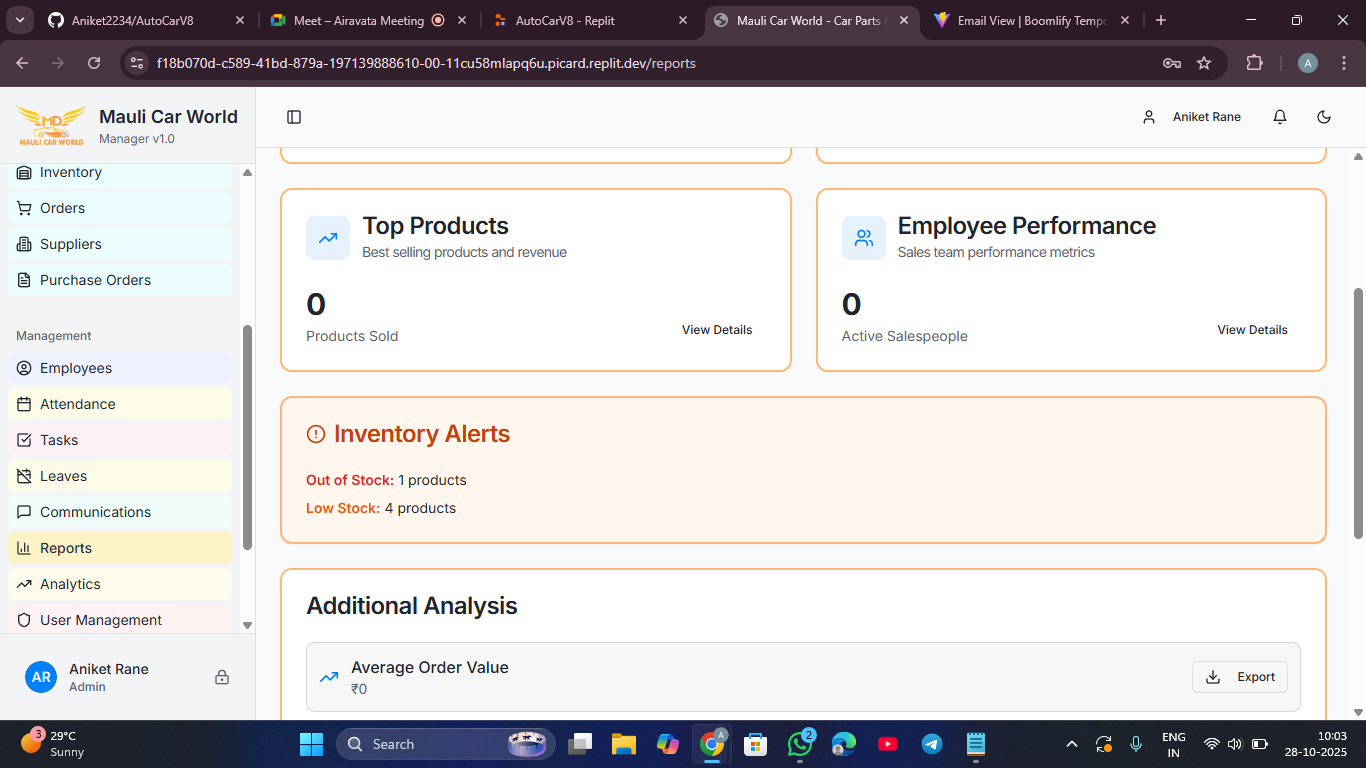 Aniket2234/AutoCarV8
Meet – Airavata Meeting
AutoCarV8 - Replit
Mauli Car World - Car Parts
Email View | Boomlify Tempo
f18b070d-c589-41bd-879a-197139888610-00-11cu58mlapq6u.picard.replit.dev/reports
A
MD
MAULI CAR WORLD
Mauli Car World
Manager v1.0
Aniket Rane
Inventory
Orders
Suppliers
Purchase Orders
Management
Employees
Attendance
Tasks
Leaves
Communications
Reports
Analytics
User Management
AR
Aniket Rane
Admin
Top Products
Best selling products and revenue
0
Products Sold
View Details
Employee Performance
Sales team performance metrics
0
Active Salespeople
View Details
Inventory Alerts
Out of Stock: 1 products
Low Stock: 4 products
Additional Analysis
Average Order Value
₹0
Export
3
29°C
Sunny
Search
A
2
ENG
IN
10:03
28-10-2025